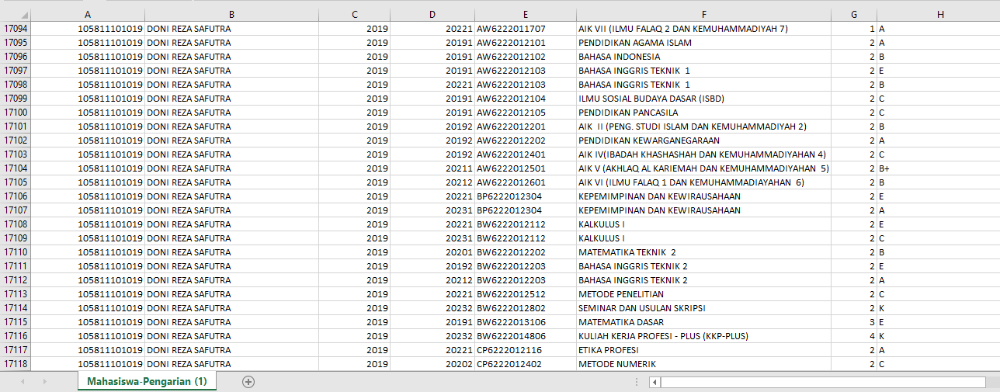 A B C D E F G H
17094 105811101019 DONI REZA SAFUTRA 2019 20221 AW6222011707 AIK VII (ILMU FALAQ 2 DAN KEMUHAMMADIYAH 7) 1 A
17095 105811101019 DONI REZA SAFUTRA 2019 20191 AW6222012101 PENDIDIKAN AGAMA ISLAM 2 A
17096 105811101019 DONI REZA SAFUTRA 2019 20191 AW6222012102 BAHASA INDONESIA 2 B
17097 105811101019 DONI REZA SAFUTRA 2019 20191 AW6222012103 BAHASA INGGRIS TEKNIK 1 2 E
17098 105811101019 DONI REZA SAFUTRA 2019 20221 AW6222012103 BAHASA INGGRIS TEKNIK 1 2 B
17099 105811101019 DONI REZA SAFUTRA 2019 20191 AW6222012104 ILMU SOSIAL BUDAYA DASAR (ISBD) 2 C
17100 105811101019 DONI REZA SAFUTRA 2019 20191 AW6222012105 PENDIDIKAN PANCASILA 2 C
17101 105811101019 DONI REZA SAFUTRA 2019 20192 AW6222012201 AIK II (PENG. STUDI ISLAM DAN KEMUHAMMADIYAH 2) 2 B
17102 105811101019 DONI REZA SAFUTRA 2019 20192 AW6222012202 PENDIDIKAN KEWARGANEGARAAN 2 A
17103 105811101019 DONI REZA SAFUTRA 2019 20192 AW6222012401 AIK IV(IBADAH KHASHASHAH DAN KEMUHAMMADIYAHAN 4) 2 C
17104 105811101019 DONI REZA SAFUTRA 2019 20211 AW6222012501 AIK V (AKHLAQ AL KARIEMAH DAN KEMUHAMMADIYAHAN 5) 2 B+
17105 105811101019 DONI REZA SAFUTRA 2019 20212 AW6222012601 AIK VI (ILMU FALAQ 1 DAN KEMUHAMMADIAYAHAN 6) 2 B
17106 105811101019 DONI REZA SAFUTRA 2019 20221 BP6222012304 KEPEMIMPINAN DAN KEWIRAUSAHAAN 2 E
17107 105811101019 DONI REZA SAFUTRA 2019 20231 BP6222012304 KEPEMIMPINAN DAN KEWIRAUSAHAAN 2 A
17108 105811101019 DONI REZA SAFUTRA 2019 20221 BW6222012112 KALKULUS I 2 E
17109 105811101019 DONI REZA SAFUTRA 2019 20231 BW6222012112 KALKULUS I 2 C
17110 105811101019 DONI REZA SAFUTRA 2019 20201 BW6222012202 MATEMATIKA TEKNIK 2 2 B
17111 105811101019 DONI REZA SAFUTRA 2019 20192 BW6222012203 BAHASA INGGRIS TEKNIK 2 2 E
17112 105811101019 DONI REZA SAFUTRA 2019 20212 BW6222012203 BAHASA INGGRIS TEKNIK 2 2 A
17113 105811101019 DONI REZA SAFUTRA 2019 20221 BW6222012512 METODE PENELITIAN 2 C
17114 105811101019 DONI REZA SAFUTRA 2019 20232 BW6222012802 SEMINAR DAN USULAN SKRIPSI 2 K
17115 105811101019 DONI REZA SAFUTRA 2019 20191 BW6222013106 MATEMATIKA DASAR 3 E
17116 105811101019 DONI REZA SAFUTRA 2019 20232 BW6222014806 KULIAH KERJA PROFESI - PLUS (KKP-PLUS) 4 K
17117 105811101019 DONI REZA SAFUTRA 2019 20221 CP6222012116 ETIKA PROFESI 2 A
17118 105811101019 DONI REZA SAFUTRA 2019 20202 CP6222012402 METODE NUMERIK 2 C
Mahasiswa-Pengarian (1)